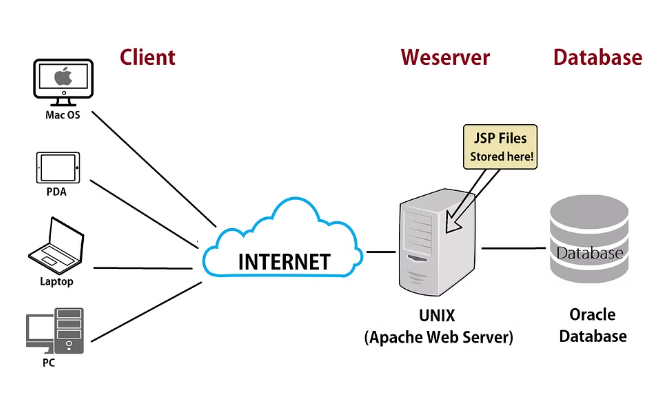 Client
Weserver
Database
Mac OS
PDA
Laptop
PC
INTERNET
JSP Files
Stored here!
UNIX
(Apache Web Server)
Database
Oracle
Database